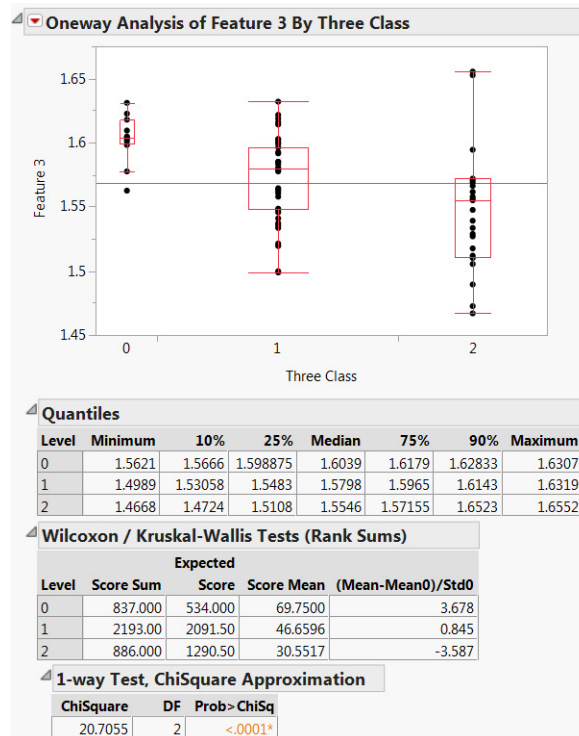 Oneway Analysis of Feature 3 By Three Class
1.65
1.6
1.55
1.5
1.45
Feature 3
0 1 2
Three Class
Quantiles
Level Minimum 10% 25% Median 75% 90% Maximum
0 1.5621 1.5666 1.598875 1.6039 1.6179 1.62833 1.6307
1 1.4989 1.53058 1.5483 1.5798 1.5965 1.6143 1.6319
2 1.4668 1.4724 1.5108 1.5546 1.57155 1.6523 1.6552
Wilcoxon / Kruskal-Wallis Tests (Rank Sums)
Expected
Level Score Sum Score Score Mean (Mean-Mean0)/Std0
0 837.000 534.000 69.7500 3.678
1 2193.00 2091.50 46.6596 0.845
2 886.000 1290.50 30.5517 -3.587
1-way Test, ChiSquare Approximation
ChiSquare DF Prob>ChiSq
20.7055 2 <.0001*